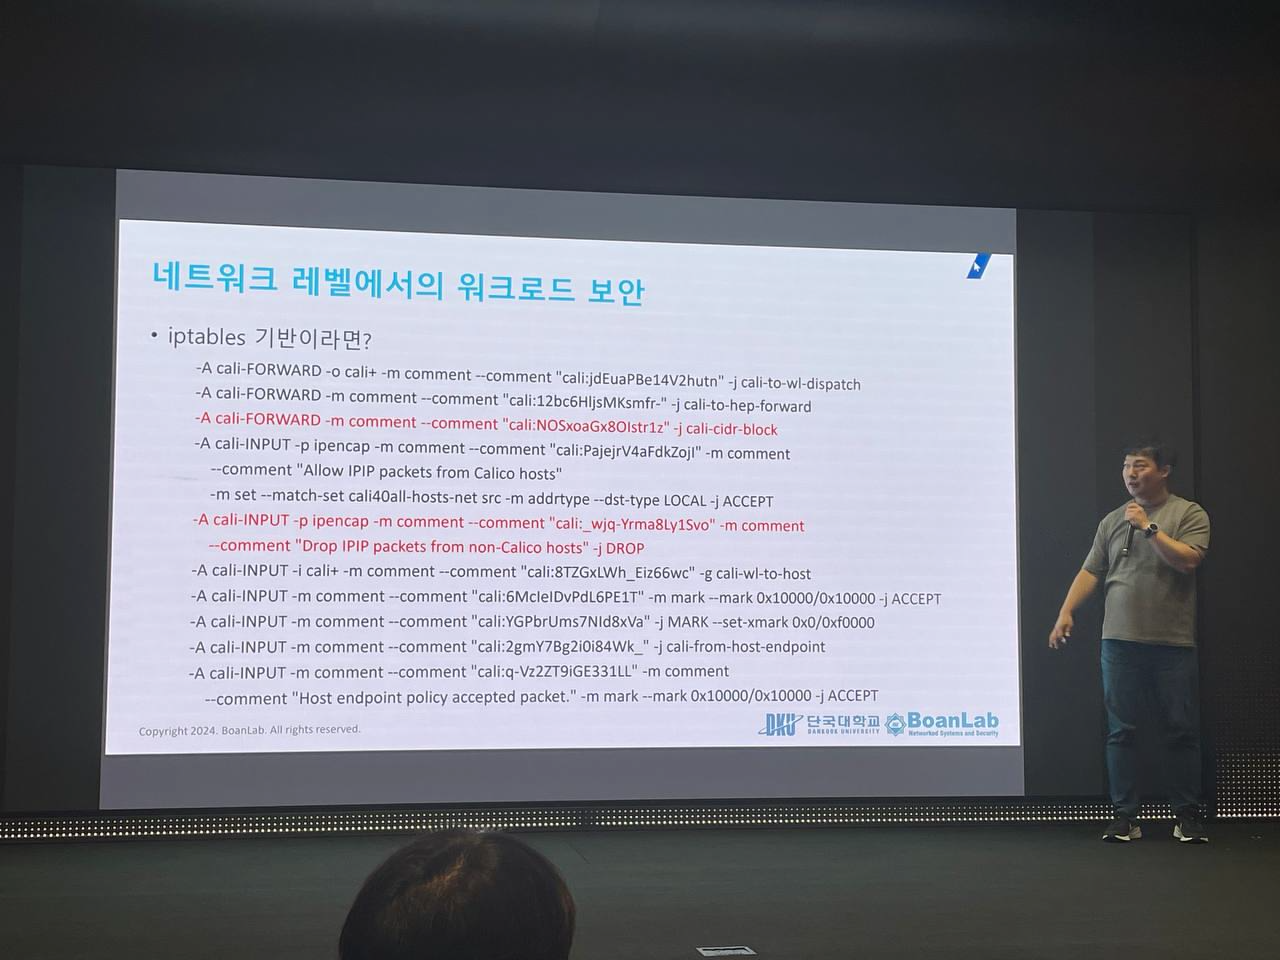 네트워크 레벨에서의 워크로드 보안
• iptables 기반이라면?
-A cali-FORWARD -o cali+ -m comment --comment "cali:jdEuaPBe14V2hutn" -j cali-to-wl-dispatch
-A cali-FORWARD -m comment --comment "cali:12bc6HljsMKsmfr-" -j cali-to-hep-forward
-A cali-FORWARD -m comment --comment "cali:NOSxoaGx8OIstr1z" -j cali-cidr-block
-A cali-INPUT -p ipencap -m comment --comment "cali:PajejrV4aFdkZojI" -m comment
--comment "Allow IPIP packets from Calico hosts"
-m set --match-set cali40all-hosts-net src -m addrtype --dst-type LOCAL -j ACCEPT
-A cali-INPUT -p ipencap -m comment --comment "cali:_wjq-Yrma8Ly1Svo" -m comment
--comment "Drop IPIP packets from non-Calico hosts" -j DROP
-A cali-INPUT -i cali+ -m comment --comment "cali:8TZGxLWh_Eiz66wc" -g cali-wl-to-host
-A cali-INPUT -m comment --comment "cali:6McIeIDvPdL6PE1T" -m mark --mark 0x10000/0x10000 -j ACCEPT
-A cali-INPUT -m comment --comment "cali:YGPbrUms7NId8xVa" -j MARK --set-xmark 0x0/0xf0000
-A cali-INPUT -m comment --comment "cali:2gmY7Bg2i0i84Wk_" -j cali-from-host-endpoint
-A cali-INPUT -m comment --comment "cali:q-Vz2ZT9iGE331LL" -m comment
--comment "Host endpoint policy accepted packet." -m mark --mark 0x10000/0x10000 -j ACCEPT
Copyright 2024. BoanLab. All rights reserved.
DKU 단국대학교 DANKOOK UNIVERSITY
BoanLab
Networked Systems and Security